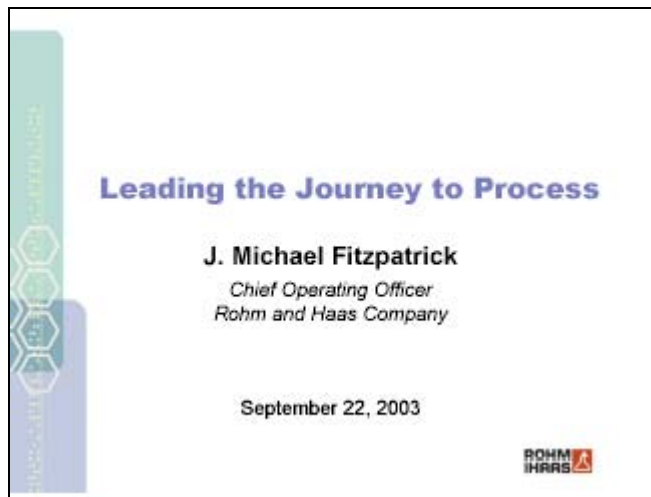 Leading the Journey to Process
J. Michael Fitzpatrick
Chief Operating Officer
Rohm and Haas Company
September 22, 2003
ROHM
HAAS